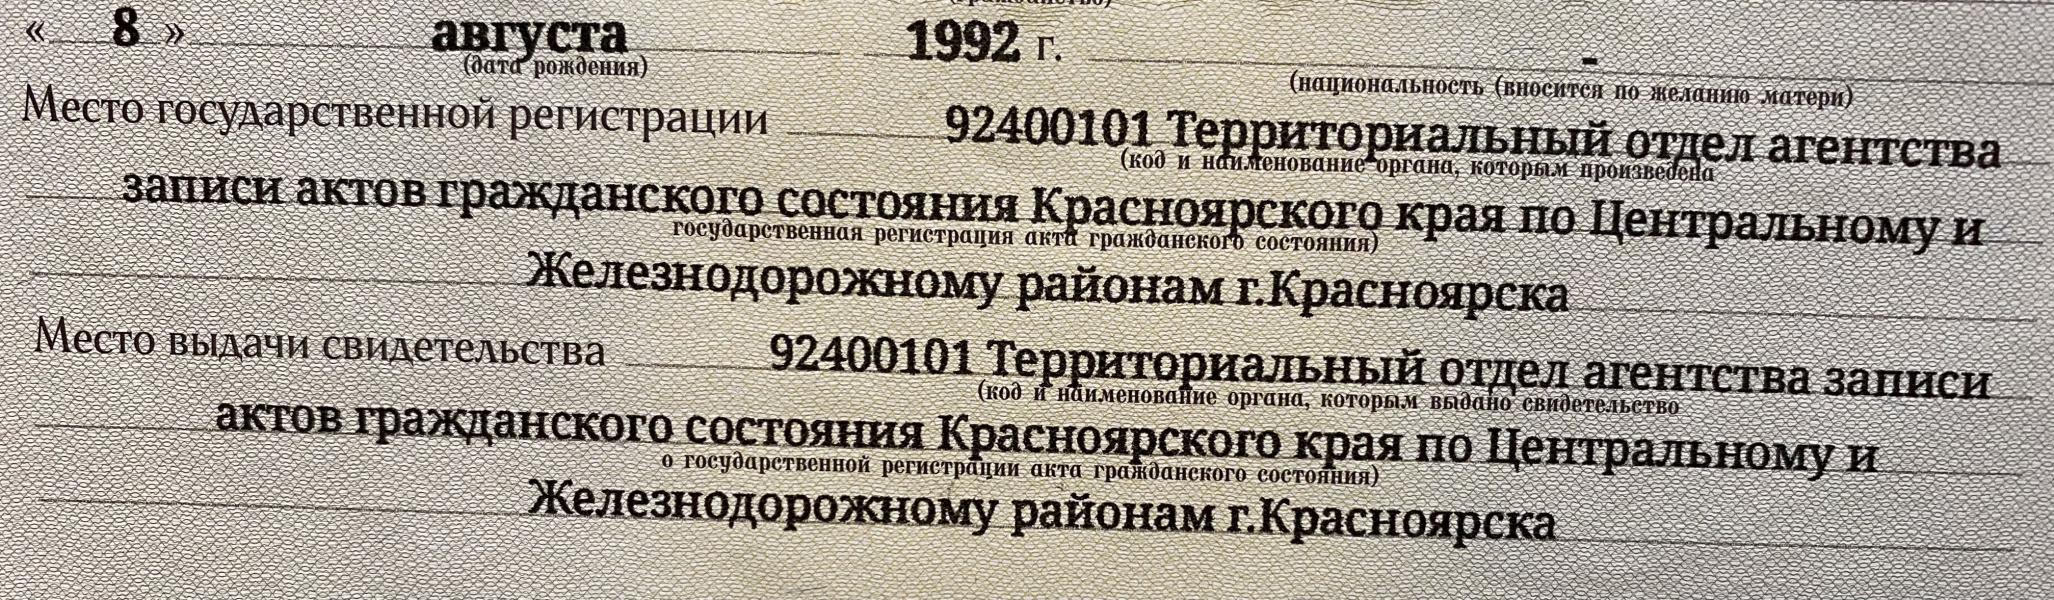 (гражданство)
« 8 » августа 1992 г. -
(дата рождения) (национальность (вносится по желанию матери)
Место государственной регистрации 92400101 Территориальный отдел агентства
(код и наименование органа, которым произведена
записи актов гражданского состояния Красноярского края по Центральному и
государственная регистрация акта гражданского состояния)
Железнодорожному районам г.Красноярска
Место выдачи свидетельства 92400101 Территориальный отдел агентства записи
(код и наименование органа, которым выдано свидетельство
актов гражданского состояния Красноярского края по Центральному и
о государственной регистрации акта гражданского состояния)
Железнодорожному районам г.Красноярска